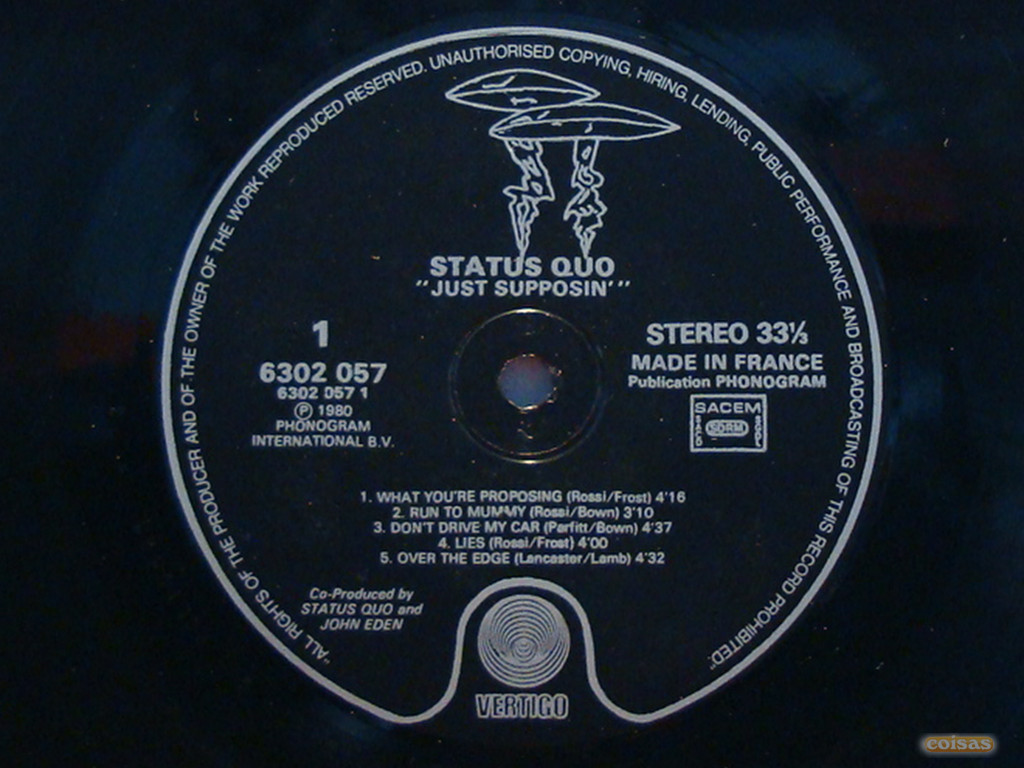 "ALL RIGHTS OF THE PRODUCER AND OF THE OWNER OF THE WORK REPRODUCED RESERVED. UNAUTHORISED COPYING, HIRING, LENDING, PUBLIC PERFORMANCE AND BROADCASTING OF THIS RECORD PROHIBITED."
STATUS QUO
"JUST SUPPOSIN'"
1
6302 057
6302 057 1
Ⓟ 1980
PHONOGRAM
INTERNATIONAL B.V.
STEREO 33⅓
MADE IN FRANCE
Publication PHONOGRAM
SACEM
SACD
SDRM
SGDL
1. WHAT YOU'RE PROPOSING (Rossi/Frost) 4'16
2. RUN TO MUMMY (Rossi/Bown) 3'10
3. DON'T DRIVE MY CAR (Parfitt/Bown) 4'37
4. LIES (Rossi/Frost) 4'00
5. OVER THE EDGE (Lancaster/Lamb) 4'32
Co-Produced by
STATUS QUO and
JOHN EDEN
VERTIGO
coisas